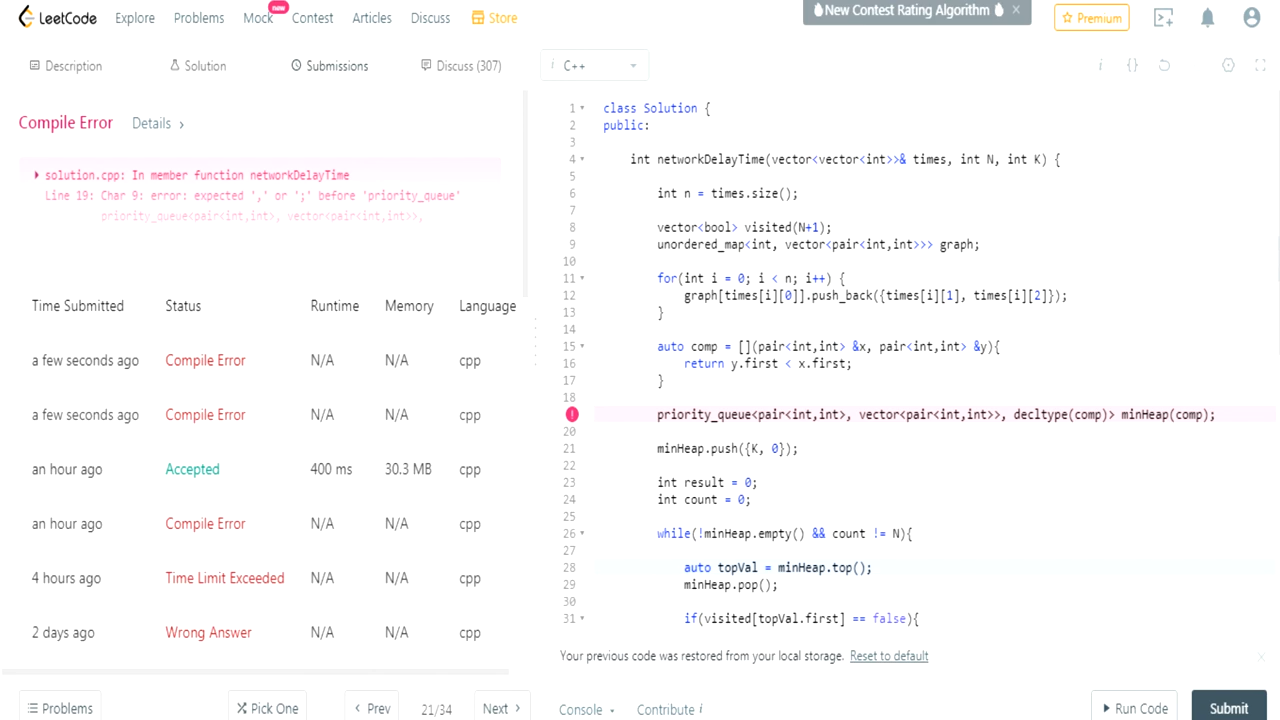 LeetCode Explore Problems Mock new Contest Articles Discuss Store New Contest Rating Algorithm × Premium
Description Solution Submissions Discuss (307) i C++
Compile Error Details ›
solution.cpp: In member function networkDelayTime
Line 19: Char 9: error: expected ',' or ';' before 'priority_queue'
priority_queue<pair<int,int>, vector<pair<int,int>>,
Time Submitted Status Runtime Memory Language
a few seconds ago Compile Error N/A N/A cpp
a few seconds ago Compile Error N/A N/A cpp
an hour ago Accepted 400 ms 30.3 MB cpp
an hour ago Compile Error N/A N/A cpp
4 hours ago Time Limit Exceeded N/A N/A cpp
2 days ago Wrong Answer N/A N/A cpp
1 class Solution {
2 public:
3
4 int networkDelayTime(vector<vector<int>>& times, int N, int K) {
5
6 int n = times.size();
7
8 vector<bool> visited(N+1);
9 unordered_map<int, vector<pair<int,int>>> graph;
10
11 for(int i = 0; i < n; i++) {
12 graph[times[i][0]].push_back({times[i][1], times[i][2]});
13 }
14
15 auto comp = [](pair<int,int> &x, pair<int,int> &y){
16 return y.first < x.first;
17 }
18
! priority_queue<pair<int,int>, vector<pair<int,int>>, decltype(comp)> minHeap(comp);
20
21 minHeap.push({K, 0});
22
23 int result = 0;
24 int count = 0;
25
26 while(!minHeap.empty() && count != N){
27
28 auto topVal = minHeap.top();
29 minHeap.pop();
30
31 if(visited[topVal.first] == false){
Your previous code was restored from your local storage. Reset to default ×
Problems Pick One ‹ Prev 21/34 Next › Console Contribute i Run Code Submit